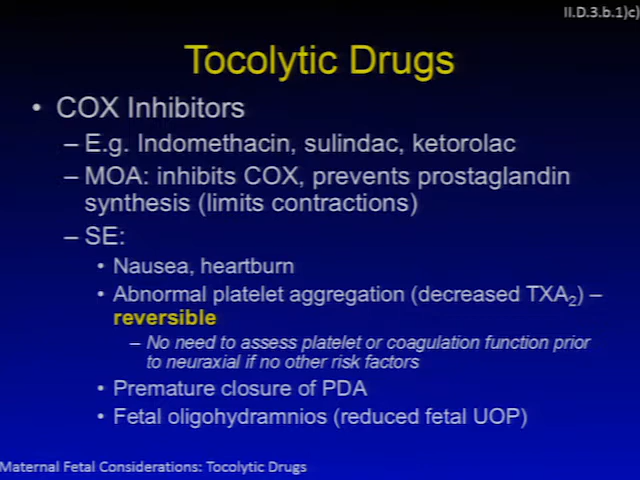 II.D.3.b.1)c)
Tocolytic Drugs
• COX Inhibitors
– E.g. Indomethacin, sulindac, ketorolac
– MOA: inhibits COX, prevents prostaglandin
synthesis (limits contractions)
– SE:
• Nausea, heartburn
• Abnormal platelet aggregation (decreased TXA₂) –
reversible
– No need to assess platelet or coagulation function prior
to neuraxial if no other risk factors
• Premature closure of PDA
• Fetal oligohydramnios (reduced fetal UOP)
Maternal Fetal Considerations: Tocolytic Drugs